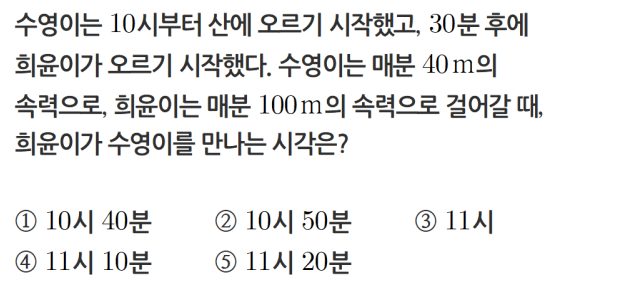 수영이는 10시부터 산에 오르기 시작했고, 30분 후에
희윤이가 오르기 시작했다. 수영이는 매분 40m의
속력으로, 희윤이는 매분 100m의 속력으로 걸어갈 때,
희윤이가 수영이를 만나는 시각은?
① 10시 40분 ② 10시 50분 ③ 11시
④ 11시 10분 ⑤ 11시 20분